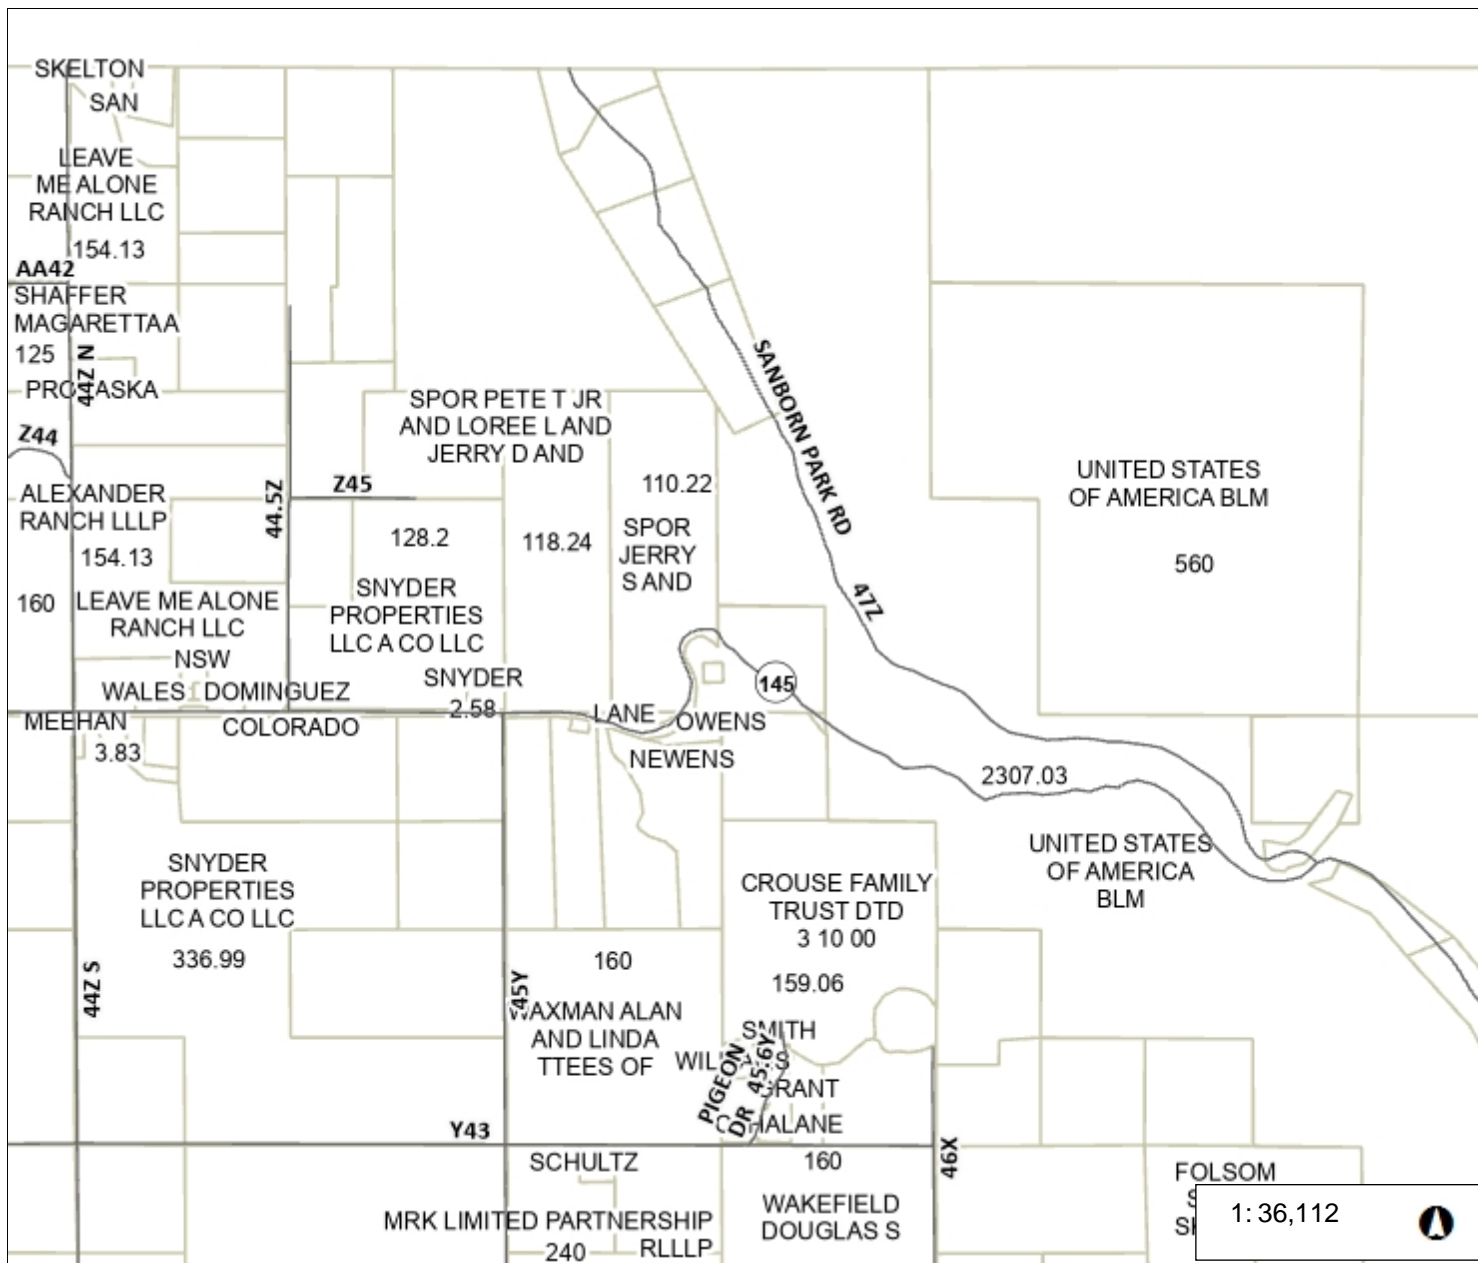 SKELTON
SAN
LEAVE
ME ALONE
RANCH LLC
154.13
AA42
SHAFFER
MAGARETTAA
125
44Z N
Z44
ALEXANDER
RANCH LLLP
154.13
160
LEAVE ME ALONE
RANCH LLC
NSW
WALES
DOMINGUEZ
MEEHAN
3.83
COLORADO
44.5Z
Z45
SPOR PETE T JR
AND LOREE L AND
JERRY D AND
128.2
118.24
110.22
SPOR
JERRY
S AND
SNYDER
PROPERTIES
LLC A CO LLC
SNYDER
2.58
LANE
OWENS
NEWENS
145
SANBORN PARK RD
47Z
UNITED STATES
OF AMERICA BLM
560
2307.03
UNITED STATES
OF AMERICA
BLM
SNYDER
PROPERTIES
LLC A CO LLC
336.99
44Z S
45Y
160
WAXMAN ALAN
AND LINDA
TTEES OF
CROUSE FAMILY
TRUST DTD
3 10 00
159.06
SMITH
PIGEON
DR 45.6Y
GRANT
Y43
46X
SCHULTZ
160
WAKEFIELD
DOUGLAS S
MRK LIMITED PARTNERSHIP
RLLLP
240
FOLSOM
1: 36,112